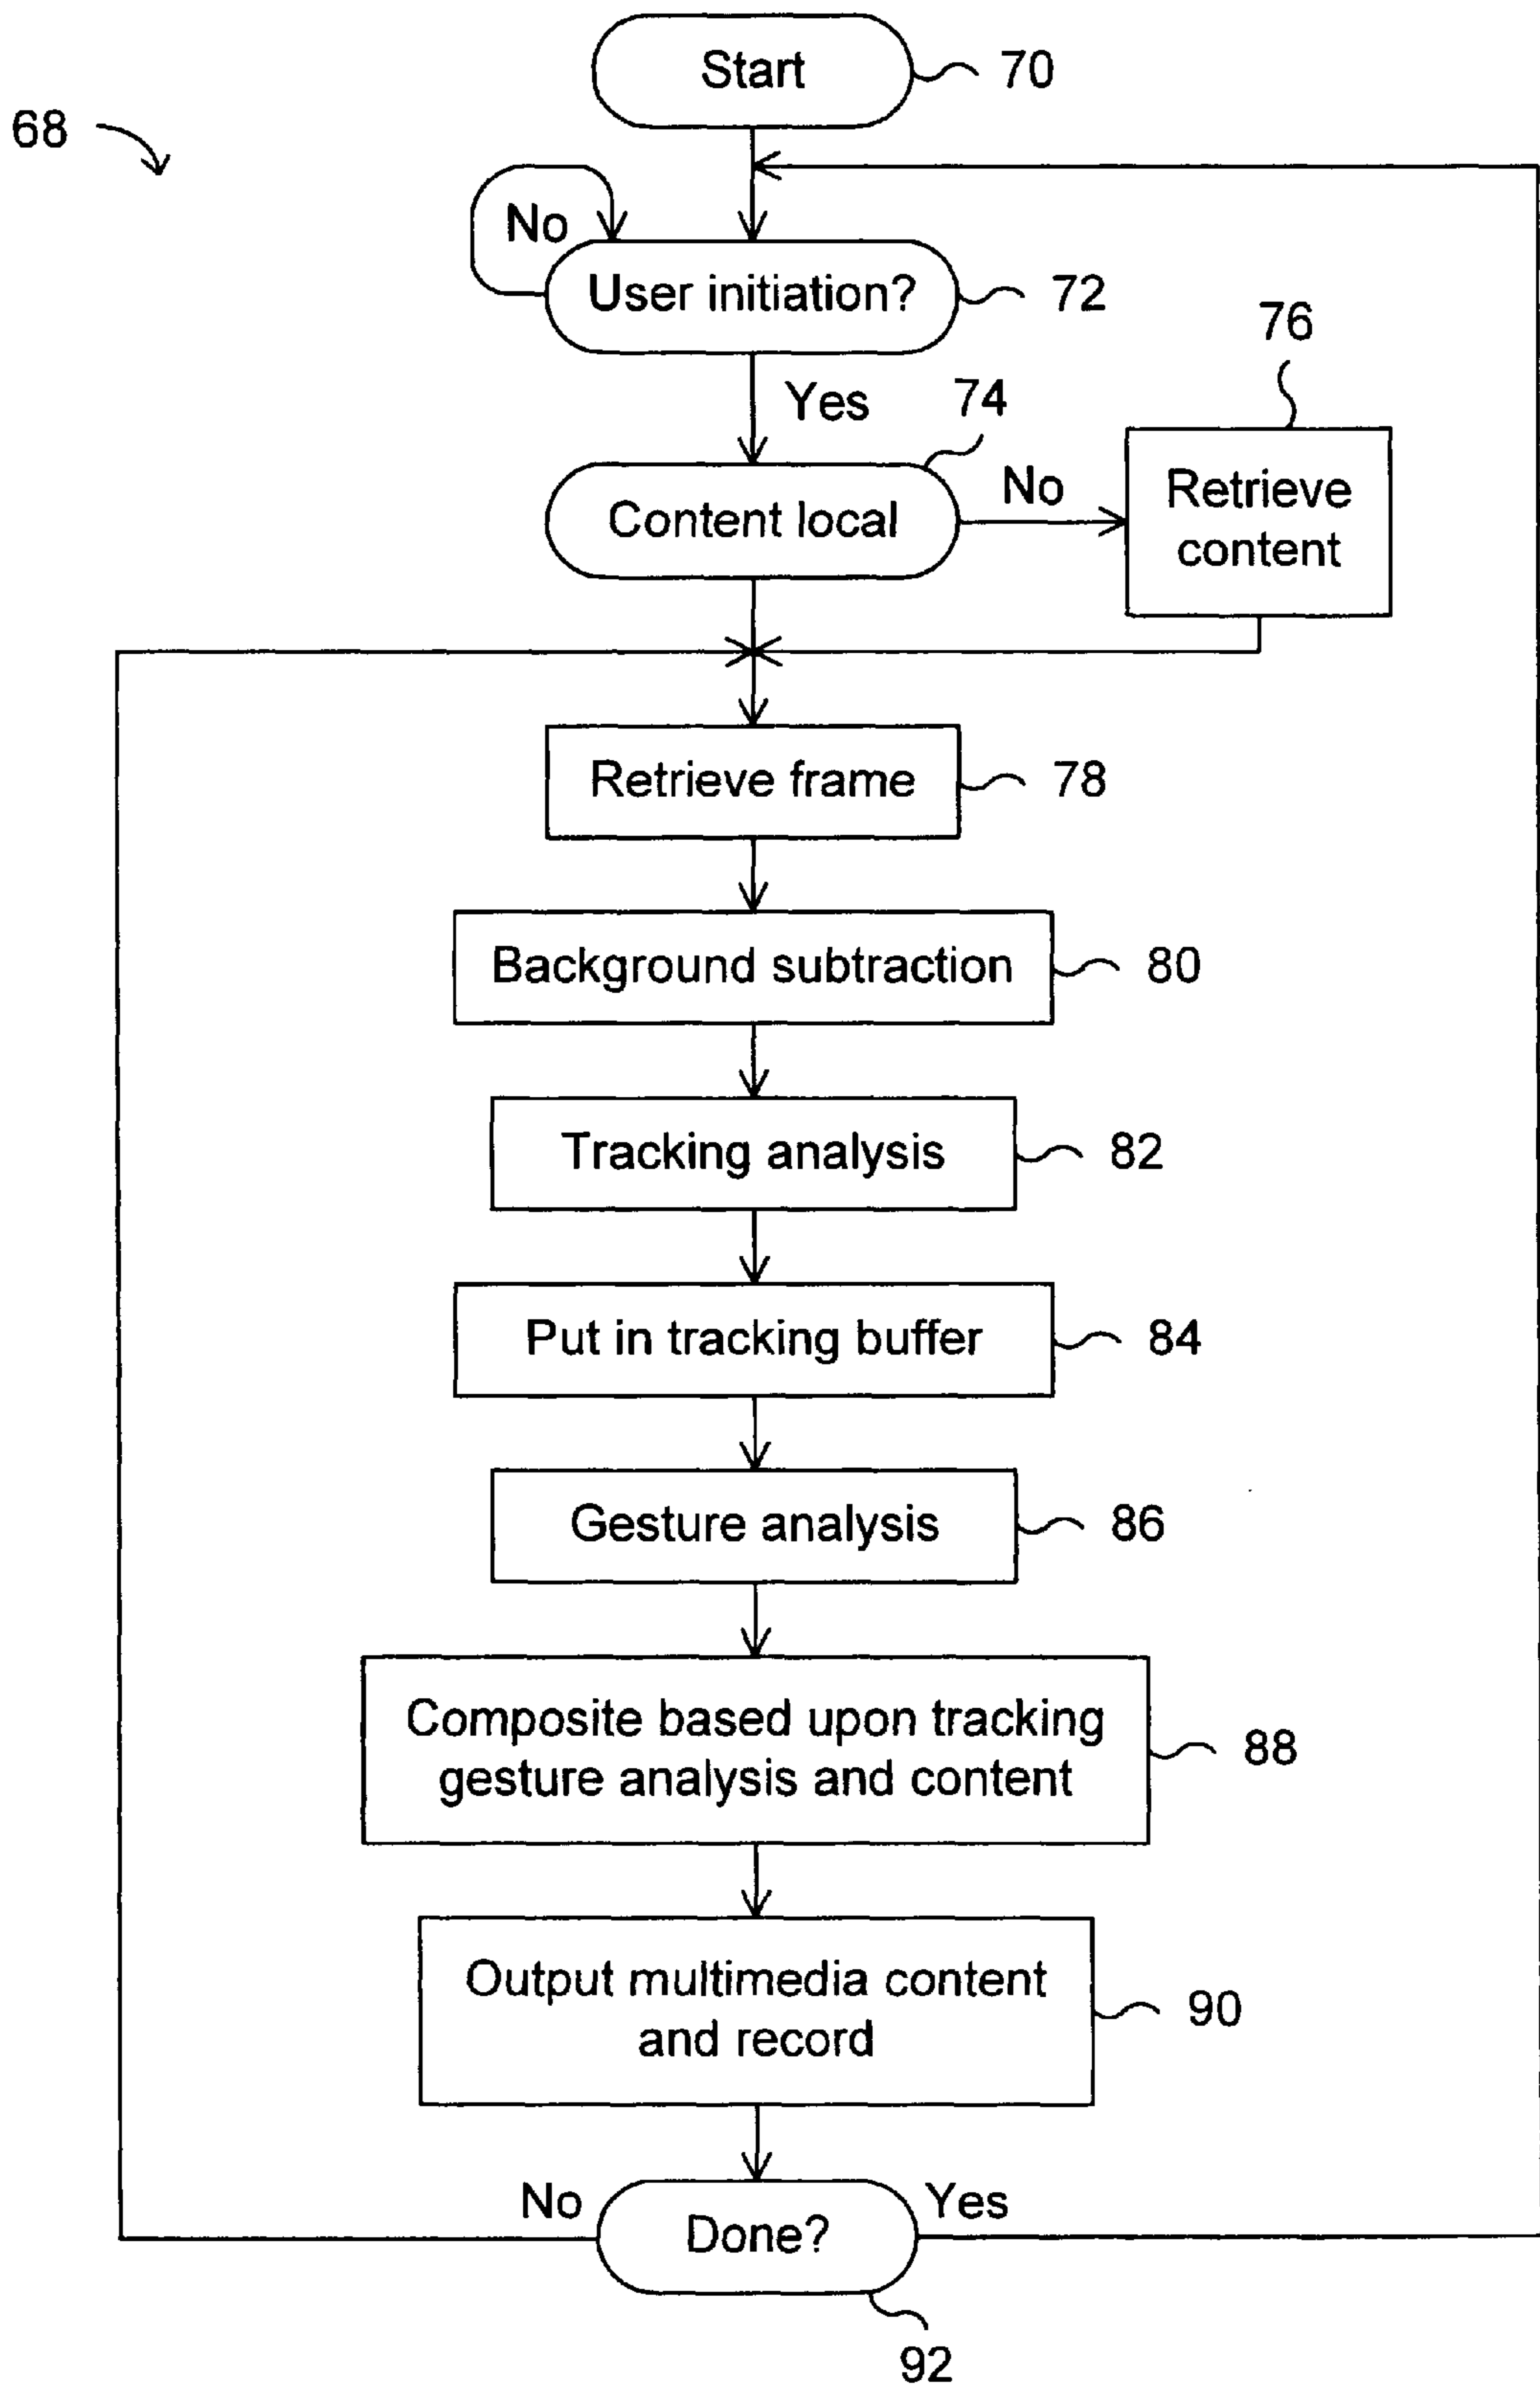 Start
70
68
No
User initiation?
72
76
Yes
74
Content local
No
Retrieve
content
Retrieve frame
78
Background subtraction
80
Tracking analysis
82
Put in tracking buffer
84
Gesture analysis
86
Composite based upon tracking
gesture analysis and content
88
Output multimedia content
and record
90
No
Yes
Done?
92